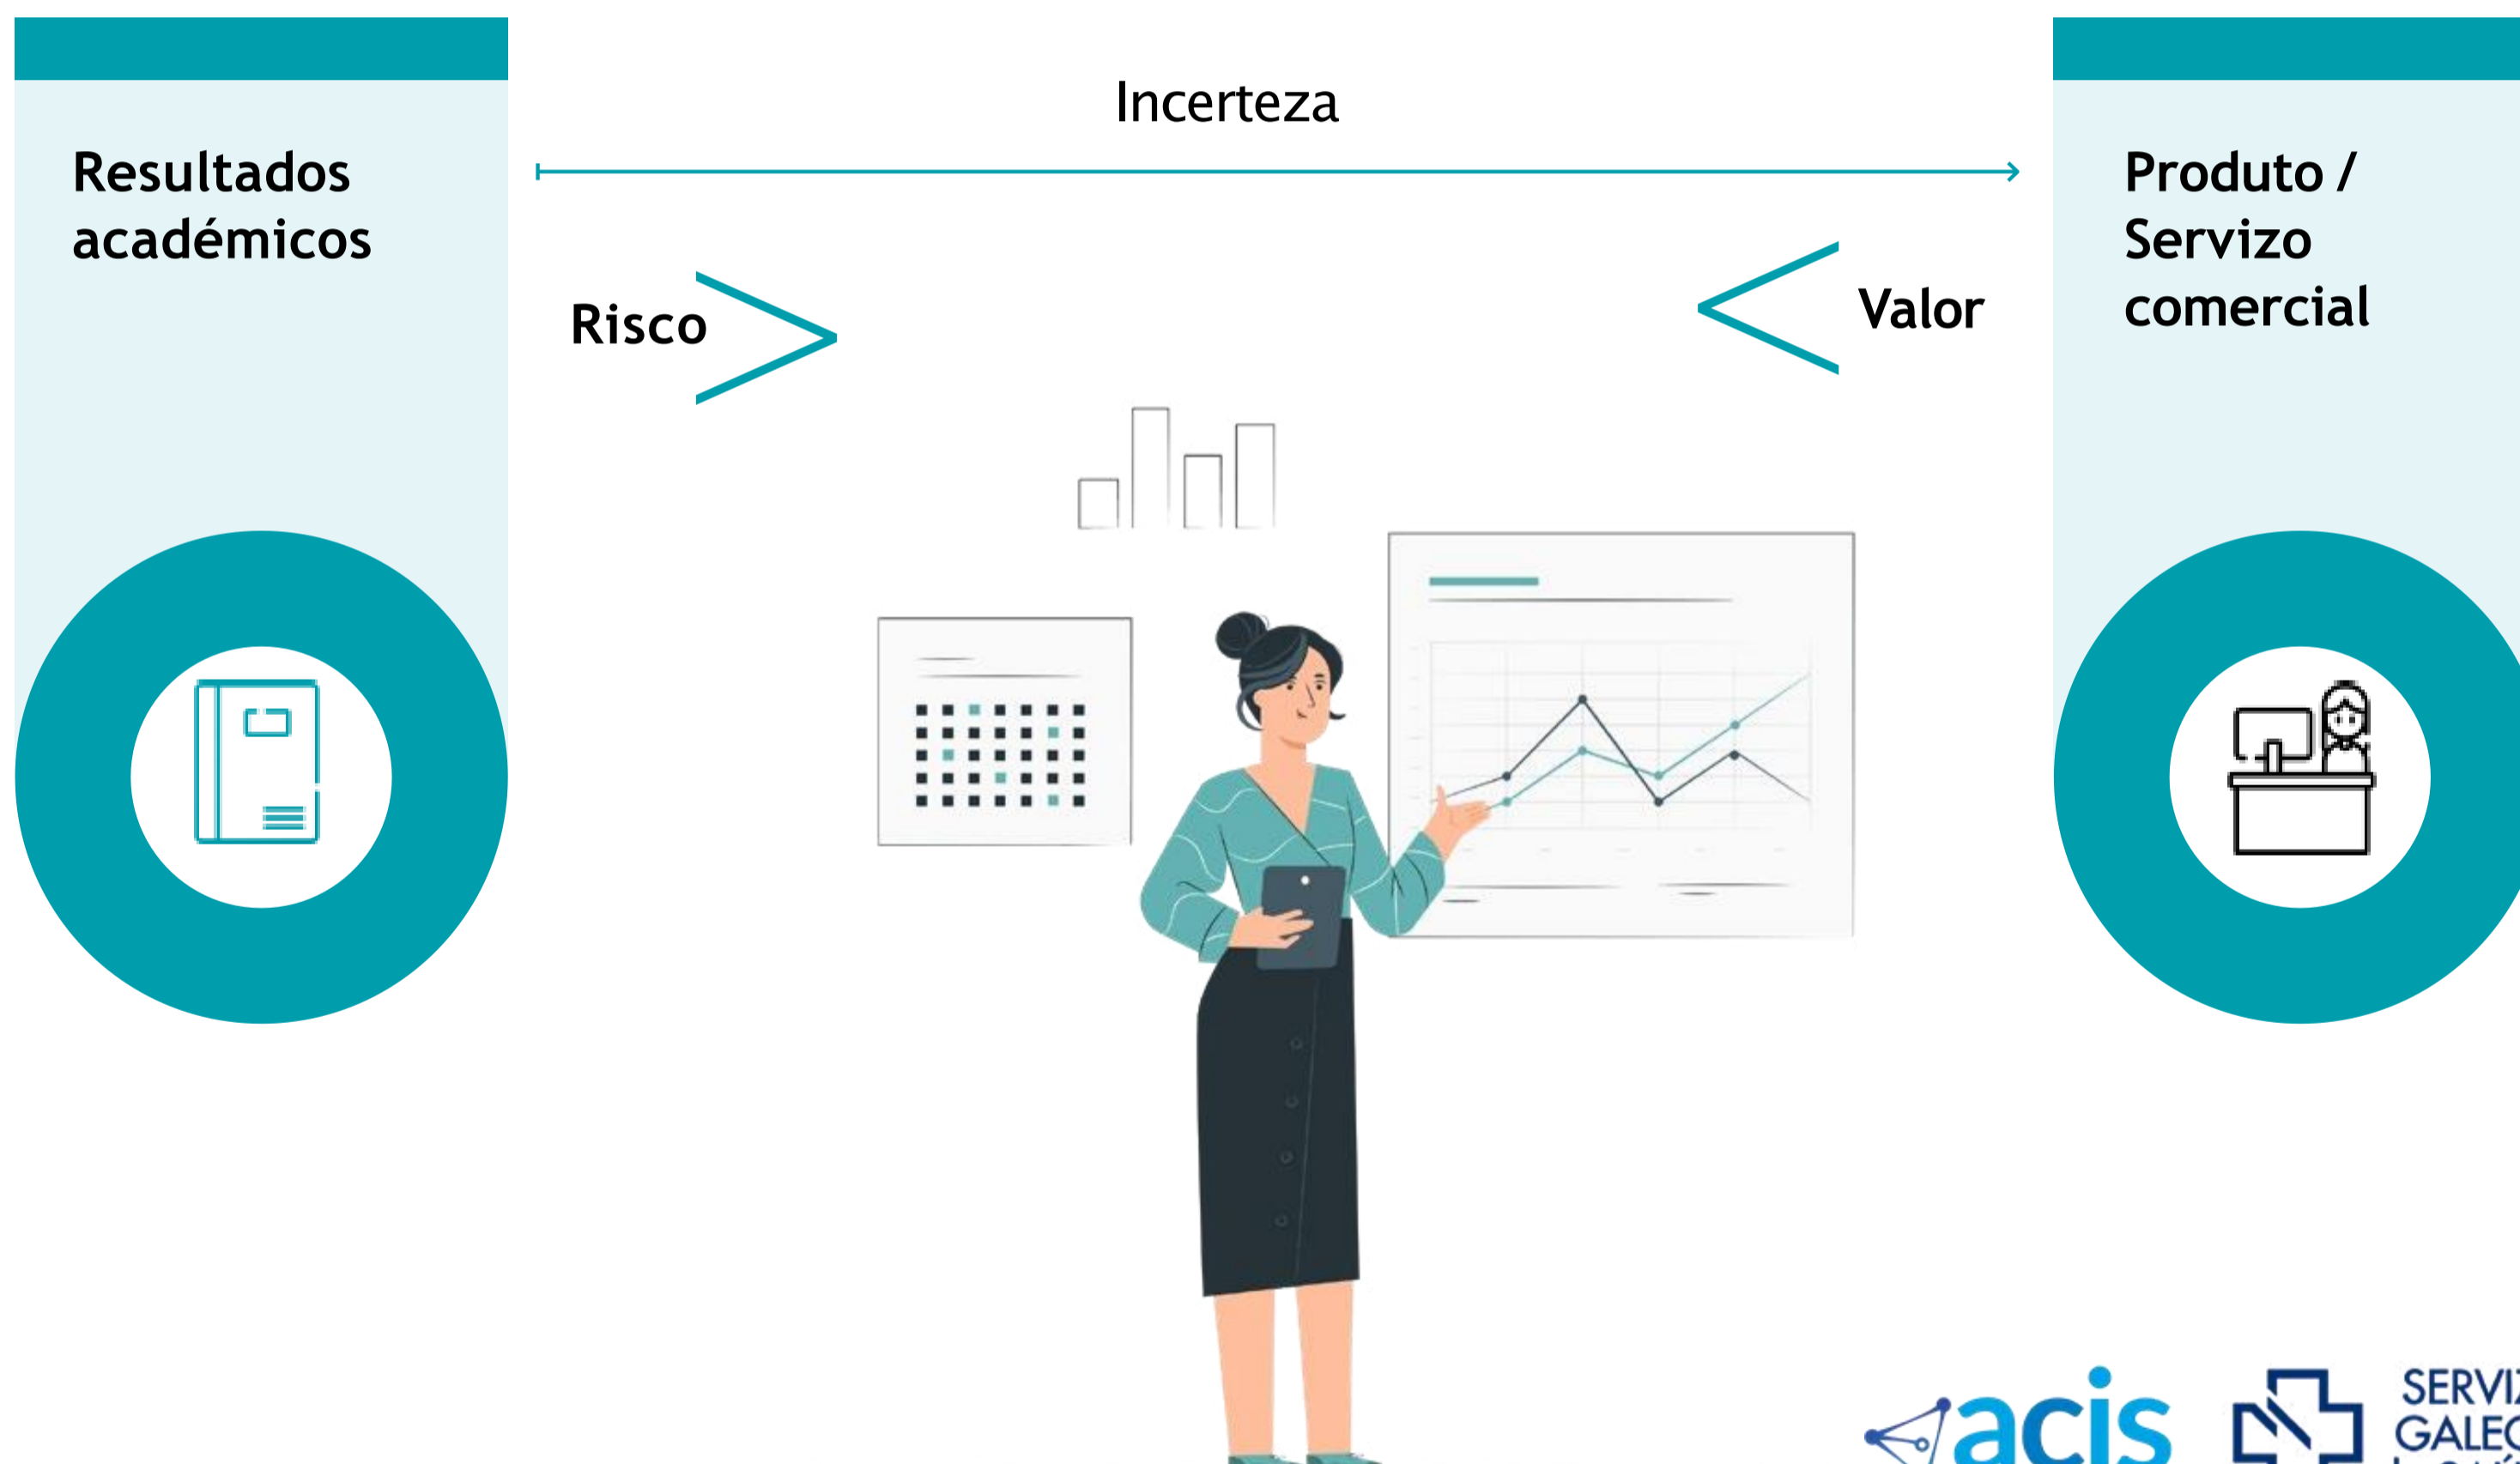 Resultados
académicos
Incerteza
Risco
Valor
Produto /
Servizo
comercial
acis